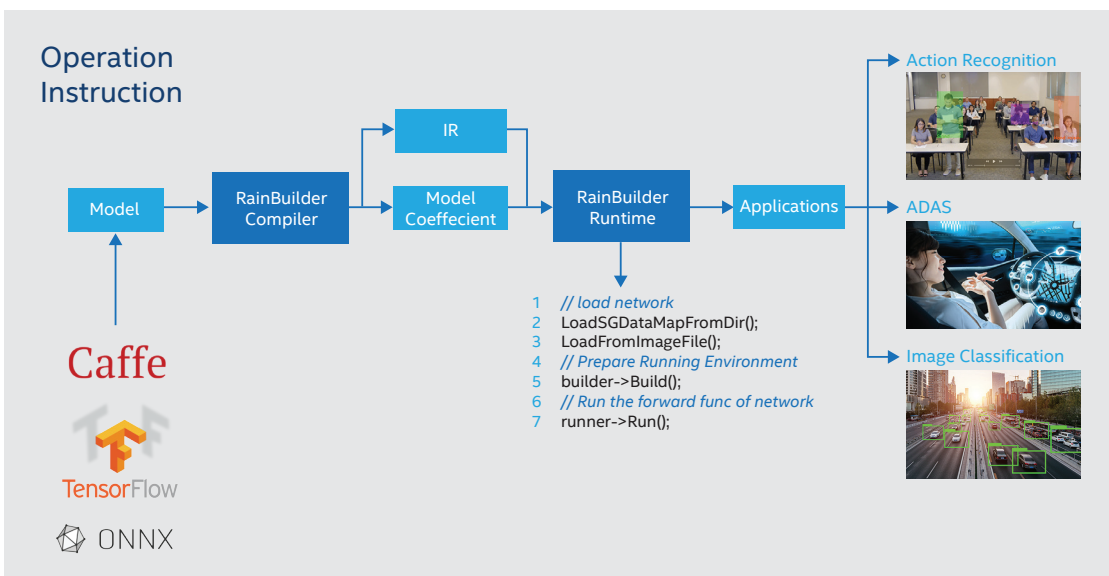 Operation
Instruction
Model
RainBuilder
Compiler
IR
Model
Coeffecient
RainBuilder
Runtime
Applications
Action Recognition
ADAS
Image Classification
1 // load network
2 LoadSGDataMapFromDir();
3 LoadFromImageFile();
4 // Prepare Running Environment
5 builder->Build();
6 // Run the forward func of network
7 runner->Run();
Caffe
TensorFlow
ONNX